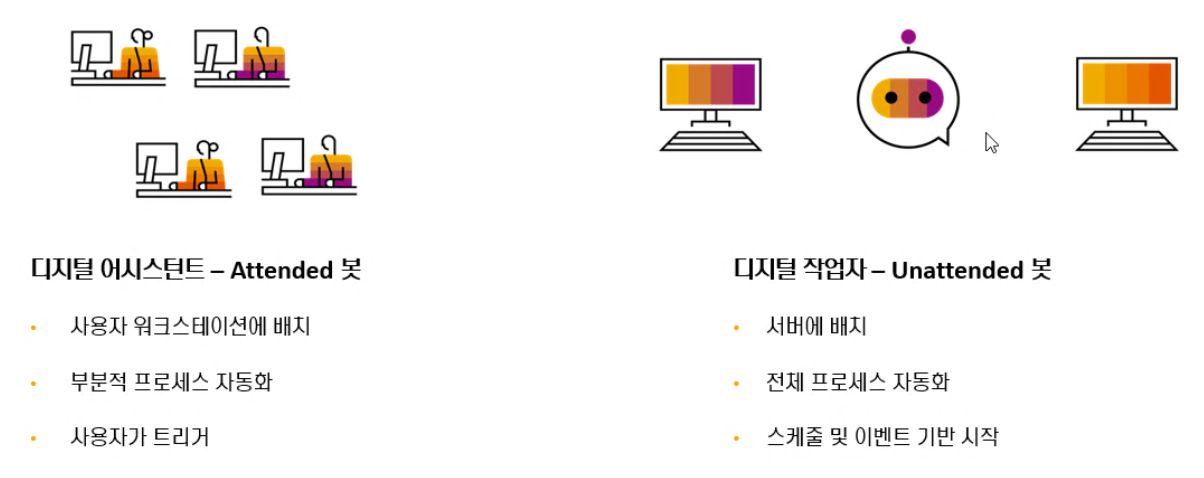 디지털 어시스턴트 – Attended 봇
• 사용자 워크스테이션에 배치
• 부분적 프로세스 자동화
• 사용자가 트리거
디지털 작업자 – Unattended 봇
• 서버에 배치
• 전체 프로세스 자동화
• 스케줄 및 이벤트 기반 시작